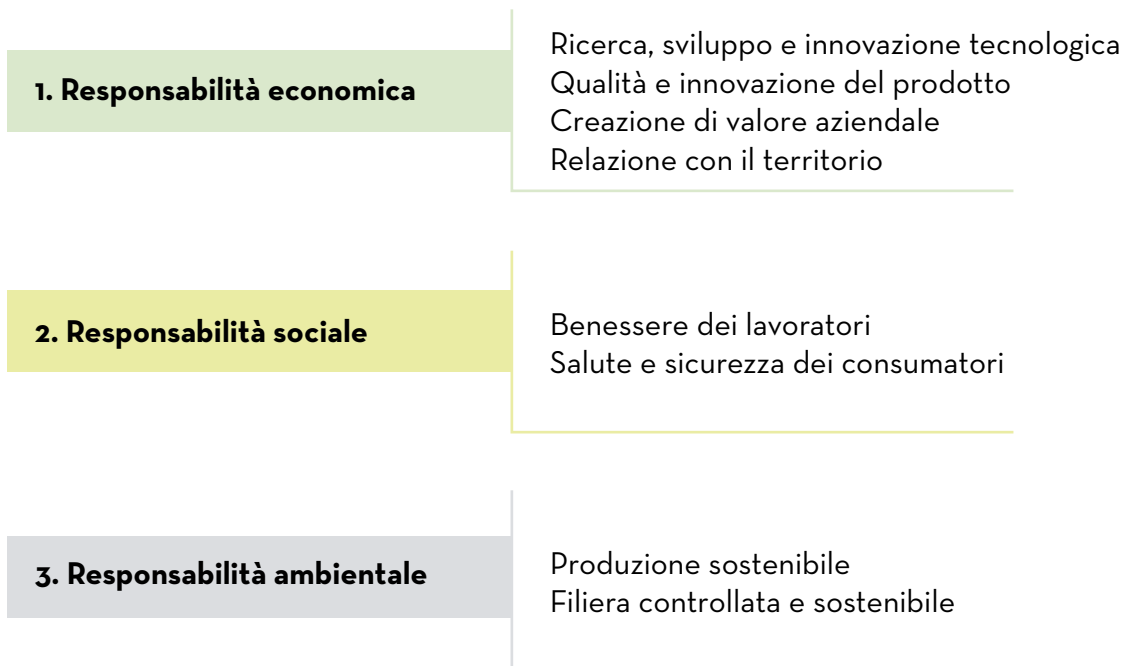 1. Responsabilità economica
Ricerca, sviluppo e innovazione tecnologica
Qualità e innovazione del prodotto
Creazione di valore aziendale
Relazione con il territorio
2. Responsabilità sociale
Benessere dei lavoratori
Salute e sicurezza dei consumatori
3. Responsabilità ambientale
Produzione sostenibile
Filiera controllata e sostenibile